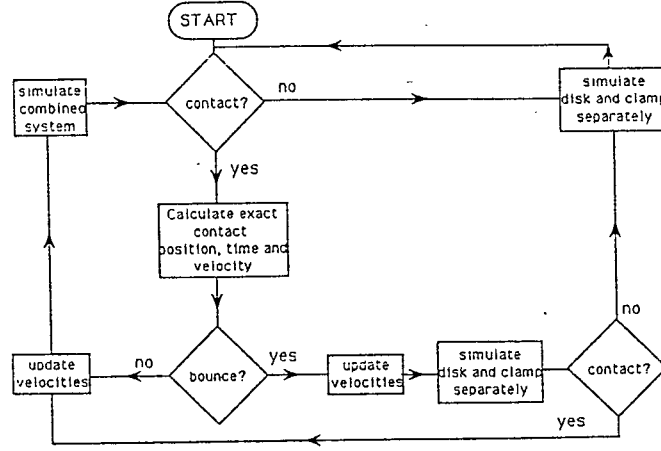 START
simulate
combined
system
contact?
no
simulate
disk and clamp
separately
yes
Calculate exact
contact
position, time and
velocity
no
update
velocities
no
bounce?
yes
update
velocities
simulate
disk and clamp
separately
contact?
yes